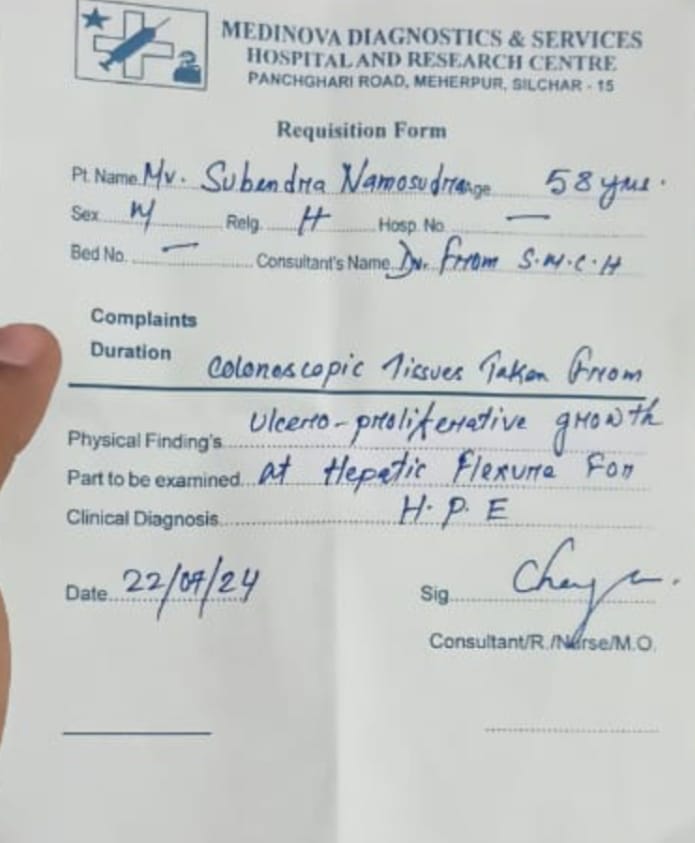 MEDINOVA DIAGNOSTICS & SERVICES
HOSPITAL AND RESEARCH CENTRE
PANCHGHARI ROAD, MEHERPUR, SILCHAR - 15
Requisition Form
Pt. Name Mr. Subendra Namosudra Age 58 yrs.
Sex M Relg. H Hosp. No. —
Bed No. — Consultant's Name Dr. From S.M.C.H
Complaints
Duration Colonoscopic Tissues Taken From
Ulcero-proliferative growth
Physical Finding's
Part to be examined at Hepatic Flexure For
Clinical Diagnosis H.P.E
Date 22/07/24 Sig
Consultant/R./Nurse/M.O.